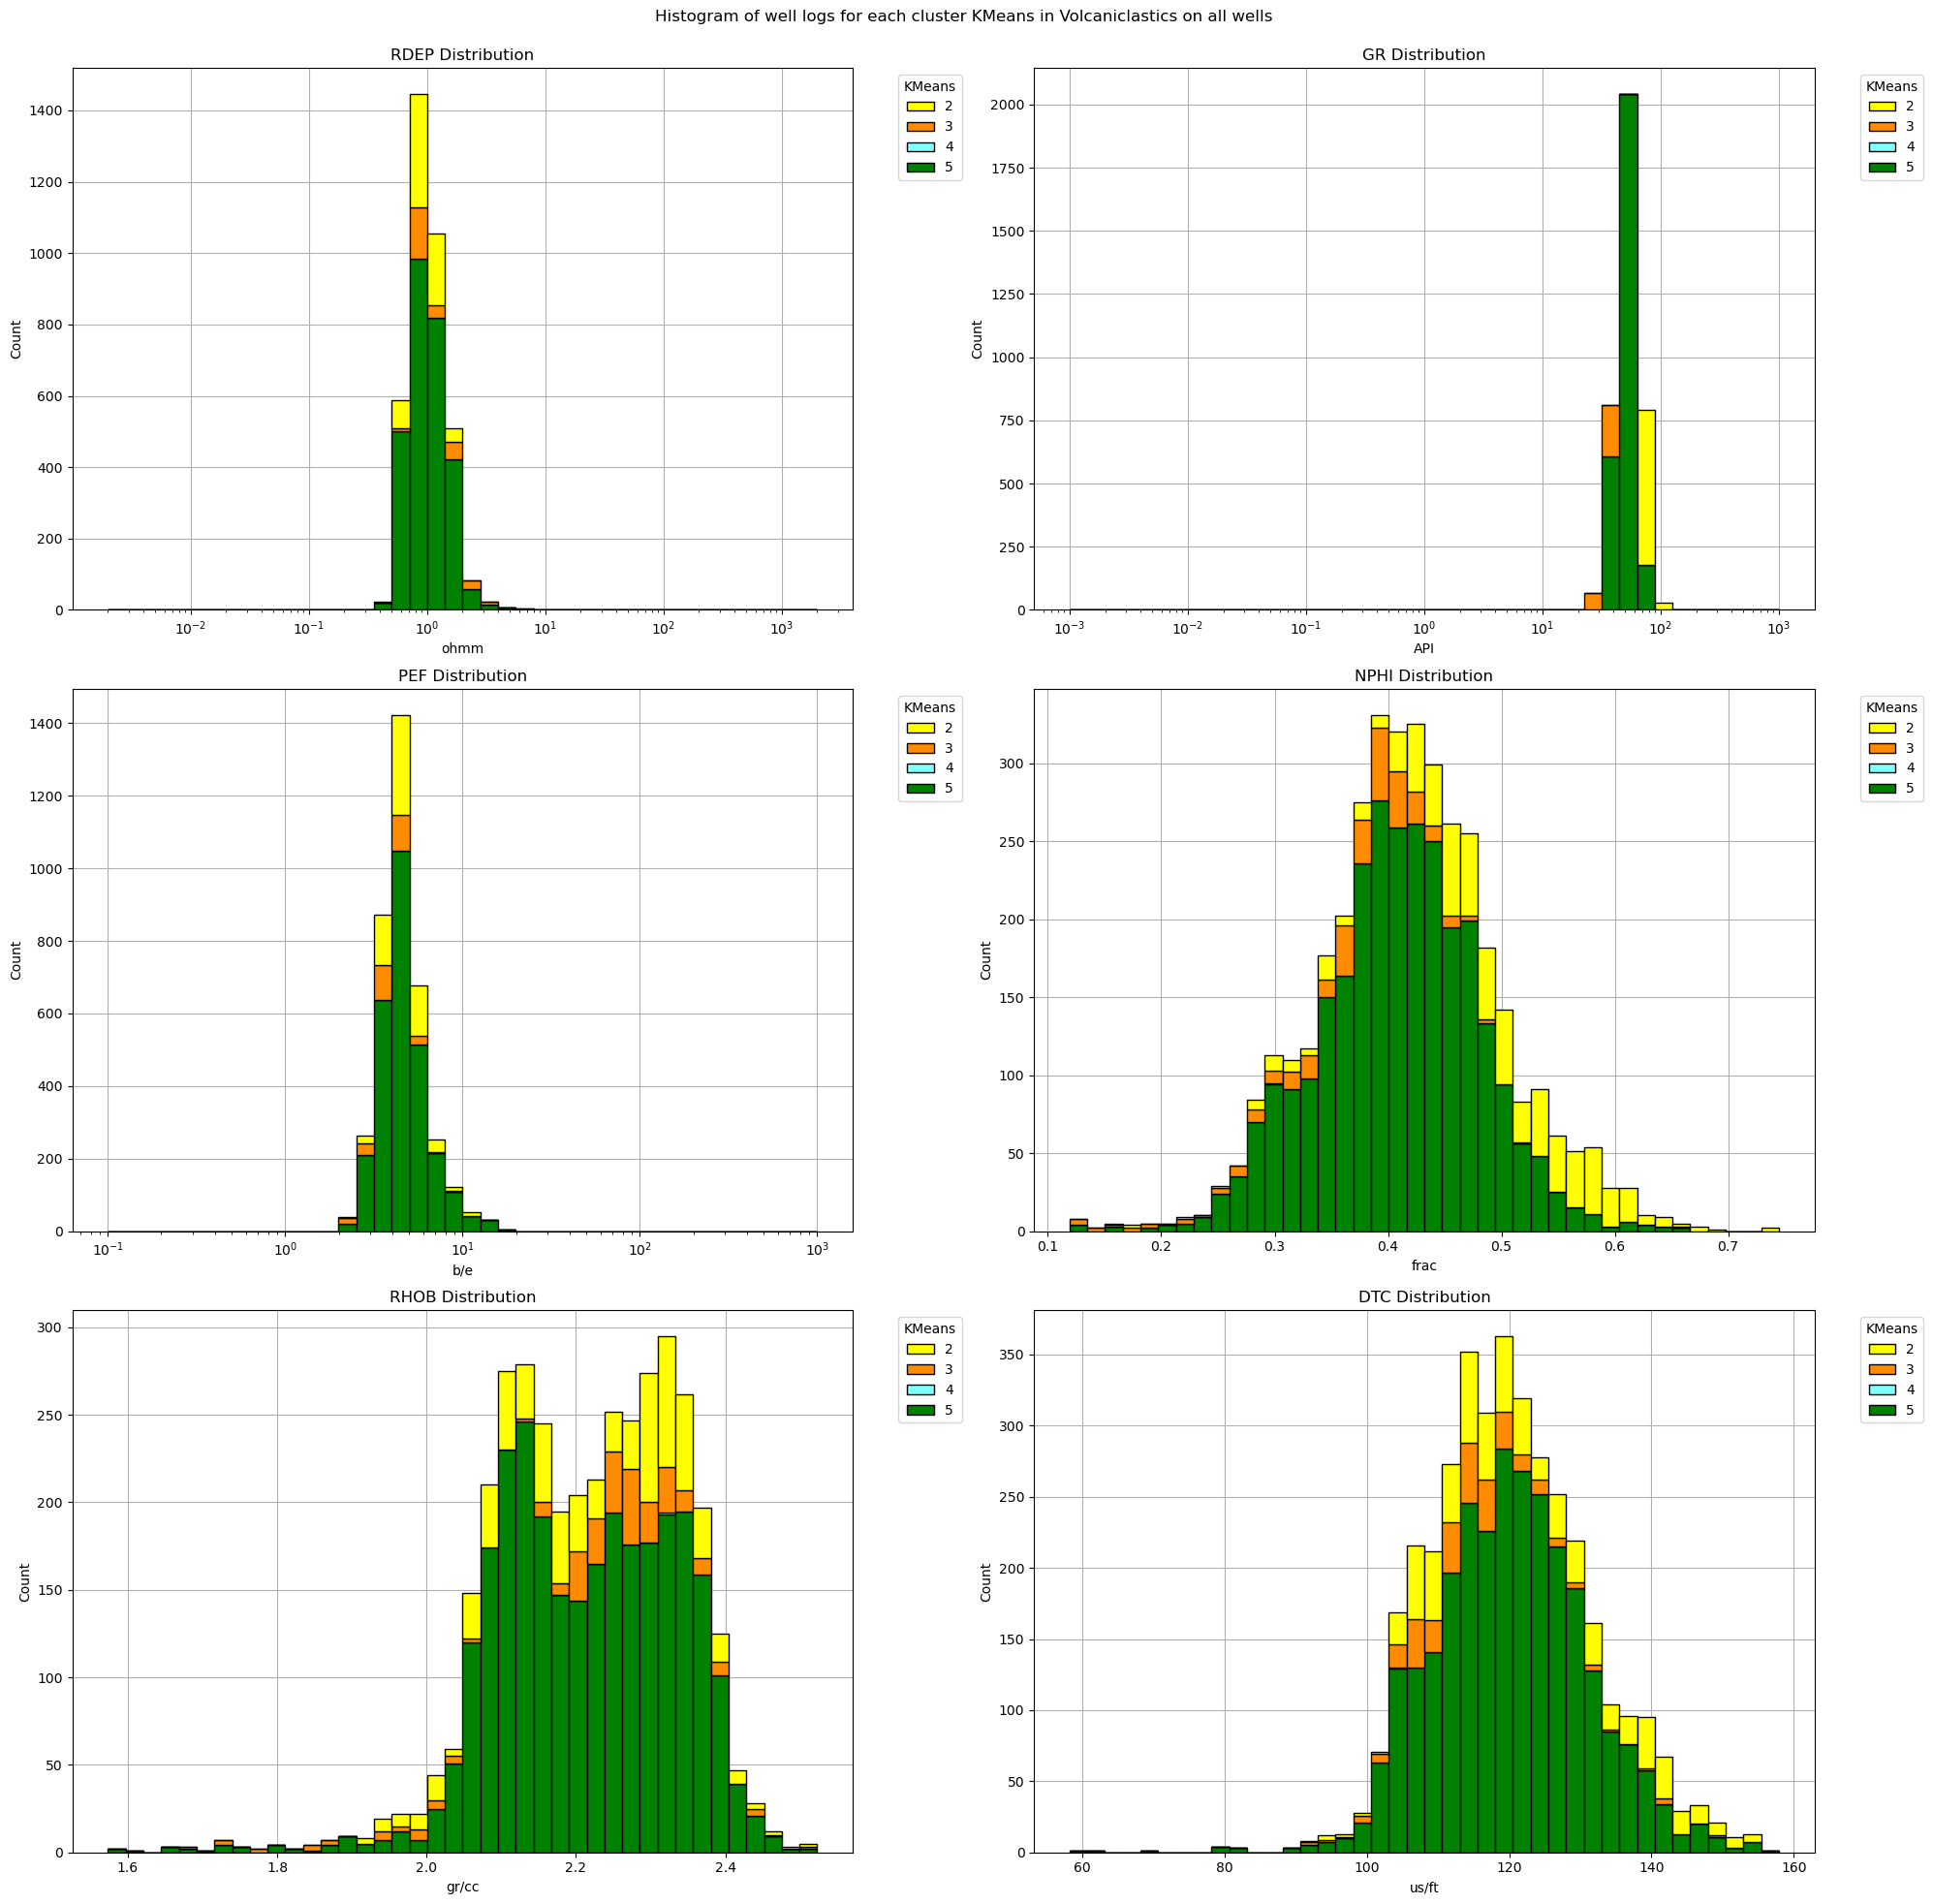 Histogram of well logs for each cluster KMeans in Volcaniclastics on all wells
RDEP Distribution
Count
1400
1200
1000
800
600
400
200
0
10⁻² 10⁻¹ 10⁰ 10¹ 10² 10³
ohmm
KMeans
2
3
4
5
GR Distribution
Count
2000
1750
1500
1250
1000
750
500
250
0
10⁻³ 10⁻² 10⁻¹ 10⁰ 10¹ 10² 10³
API
KMeans
2
3
4
5
PEF Distribution
Count
1400
1200
1000
800
600
400
200
0
10⁻¹ 10⁰ 10¹ 10² 10³
b/e
KMeans
2
3
4
5
NPHI Distribution
Count
300
250
200
150
100
50
0
0.1 0.2 0.3 0.4 0.5 0.6 0.7
frac
KMeans
2
3
4
5
RHOB Distribution
Count
300
250
200
150
100
50
0
1.6 1.8 2.0 2.2 2.4
gr/cc
KMeans
2
3
4
5
DTC Distribution
Count
350
300
250
200
150
100
50
0
60 80 100 120 140 160
us/ft
KMeans
2
3
4
5